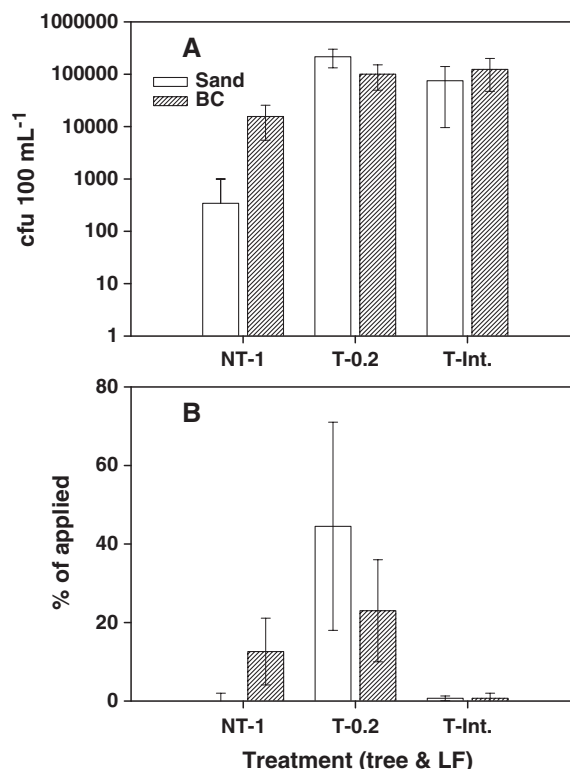 A
1000000
100000
10000
1000
100
10
1
cfu 100 mL⁻¹
Sand
BC
NT-1 T-0.2 T-Int.
B
80
60
40
20
0
% of applied
NT-1 T-0.2 T-Int.
Treatment (tree & LF)